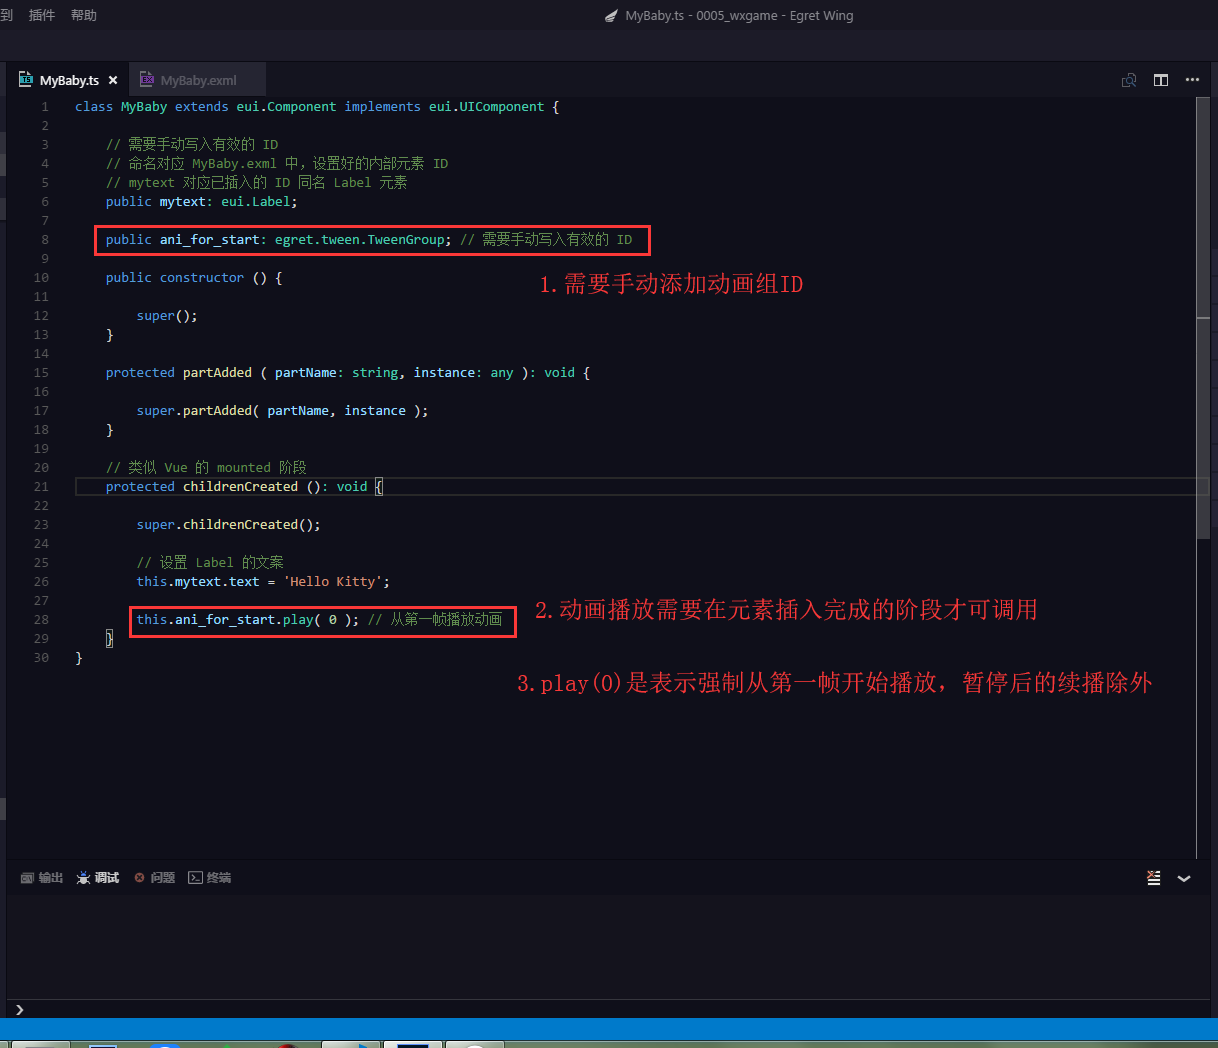 到 插件 帮助
MyBaby.ts - 0005_wxgame - Egret Wing
MyBaby.ts MyBaby.exml
1 class MyBaby extends eui.Component implements eui.UIComponent {
2
3 // 需要手动写入有效的 ID
4 // 命名对应 MyBaby.exml 中，设置好的内部元素 ID
5 // mytext 对应已插入的 ID 同名 Label 元素
6 public mytext: eui.Label;
7
8 public ani_for_start: egret.tween.TweenGroup; // 需要手动写入有效的 ID
9
1.需要手动添加动画组ID
10 public constructor () {
11
12 super();
13 }
14
15 protected partAdded ( partName: string, instance: any ): void {
16
17 super.partAdded( partName, instance );
18 }
19
20 // 类似 Vue 的 mounted 阶段
21 protected childrenCreated (): void {
22
23 super.childrenCreated();
24
25 // 设置 Label 的文案
26 this.mytext.text = 'Hello Kitty';
27
2.动画播放需要在元素插入完成的阶段才可调用
28 this.ani_for_start.play( 0 ); // 从第一帧播放动画
29 }
30 }
3.play(0)是表示强制从第一帧开始播放，暂停后的续播除外
输出 调试 问题 终端